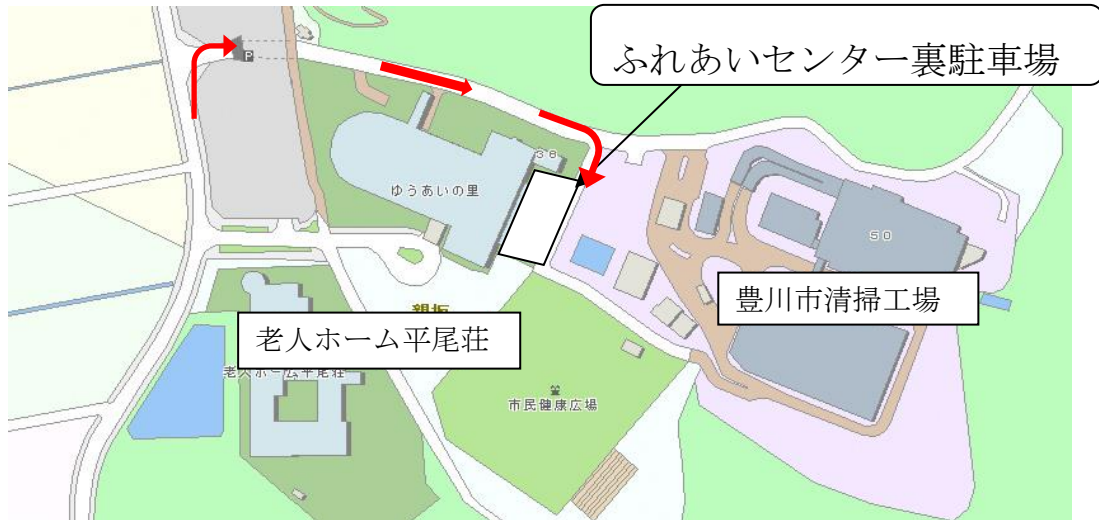 ふれあいセンター裏駐車場
P
36
ゆうあいの里
50
豊川市清掃工場
老人ホーム平尾荘
老人ホーム平尾荘
市民健康広場